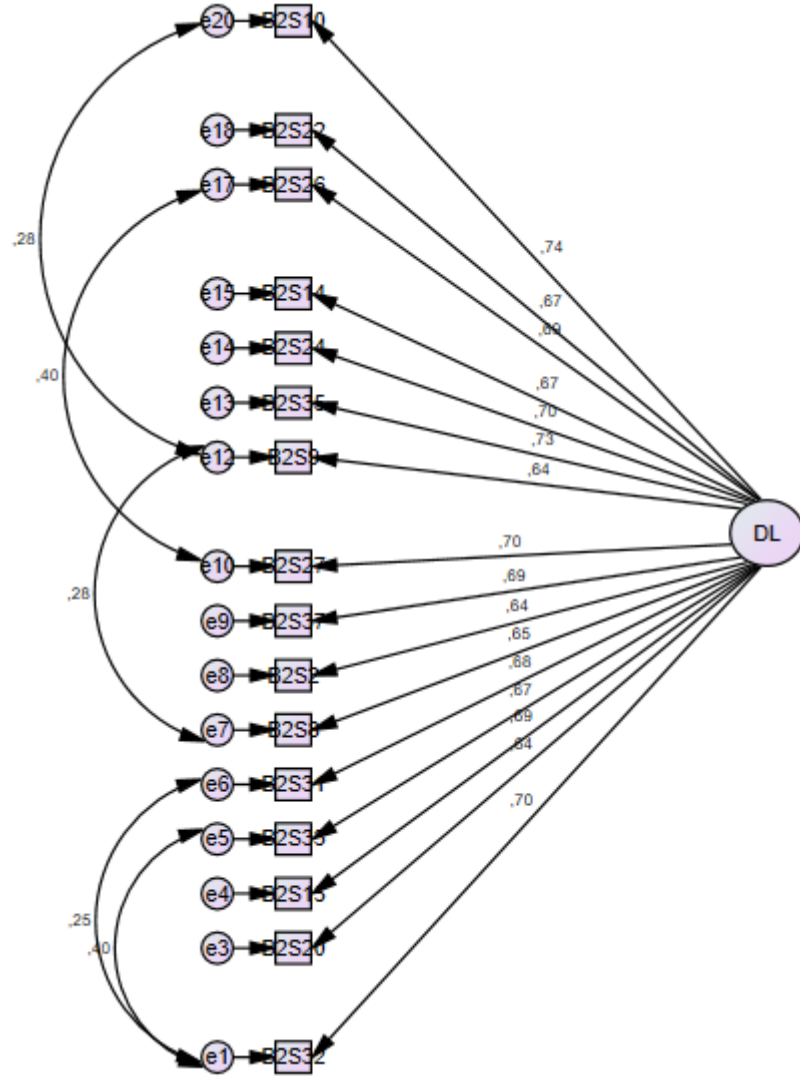 e20 B2S10
e18 B2S22
e17 B2S26
,28
,74
,67
e15 B2S14
,69
e14 B2S24
,40
,67
e13 B2S35
,70
,73
e12 B2S9
,64
DL
,70
e10 B2S27
,69
,28
,64
e9 B2S37
,65
,68
e8 B2S2
,67
,69
e7 B2S8
,64
e6 B2S31
,70
e5 B2S33
e4 B2S15
,25
,40
e3 B2S20
e1 B2S32